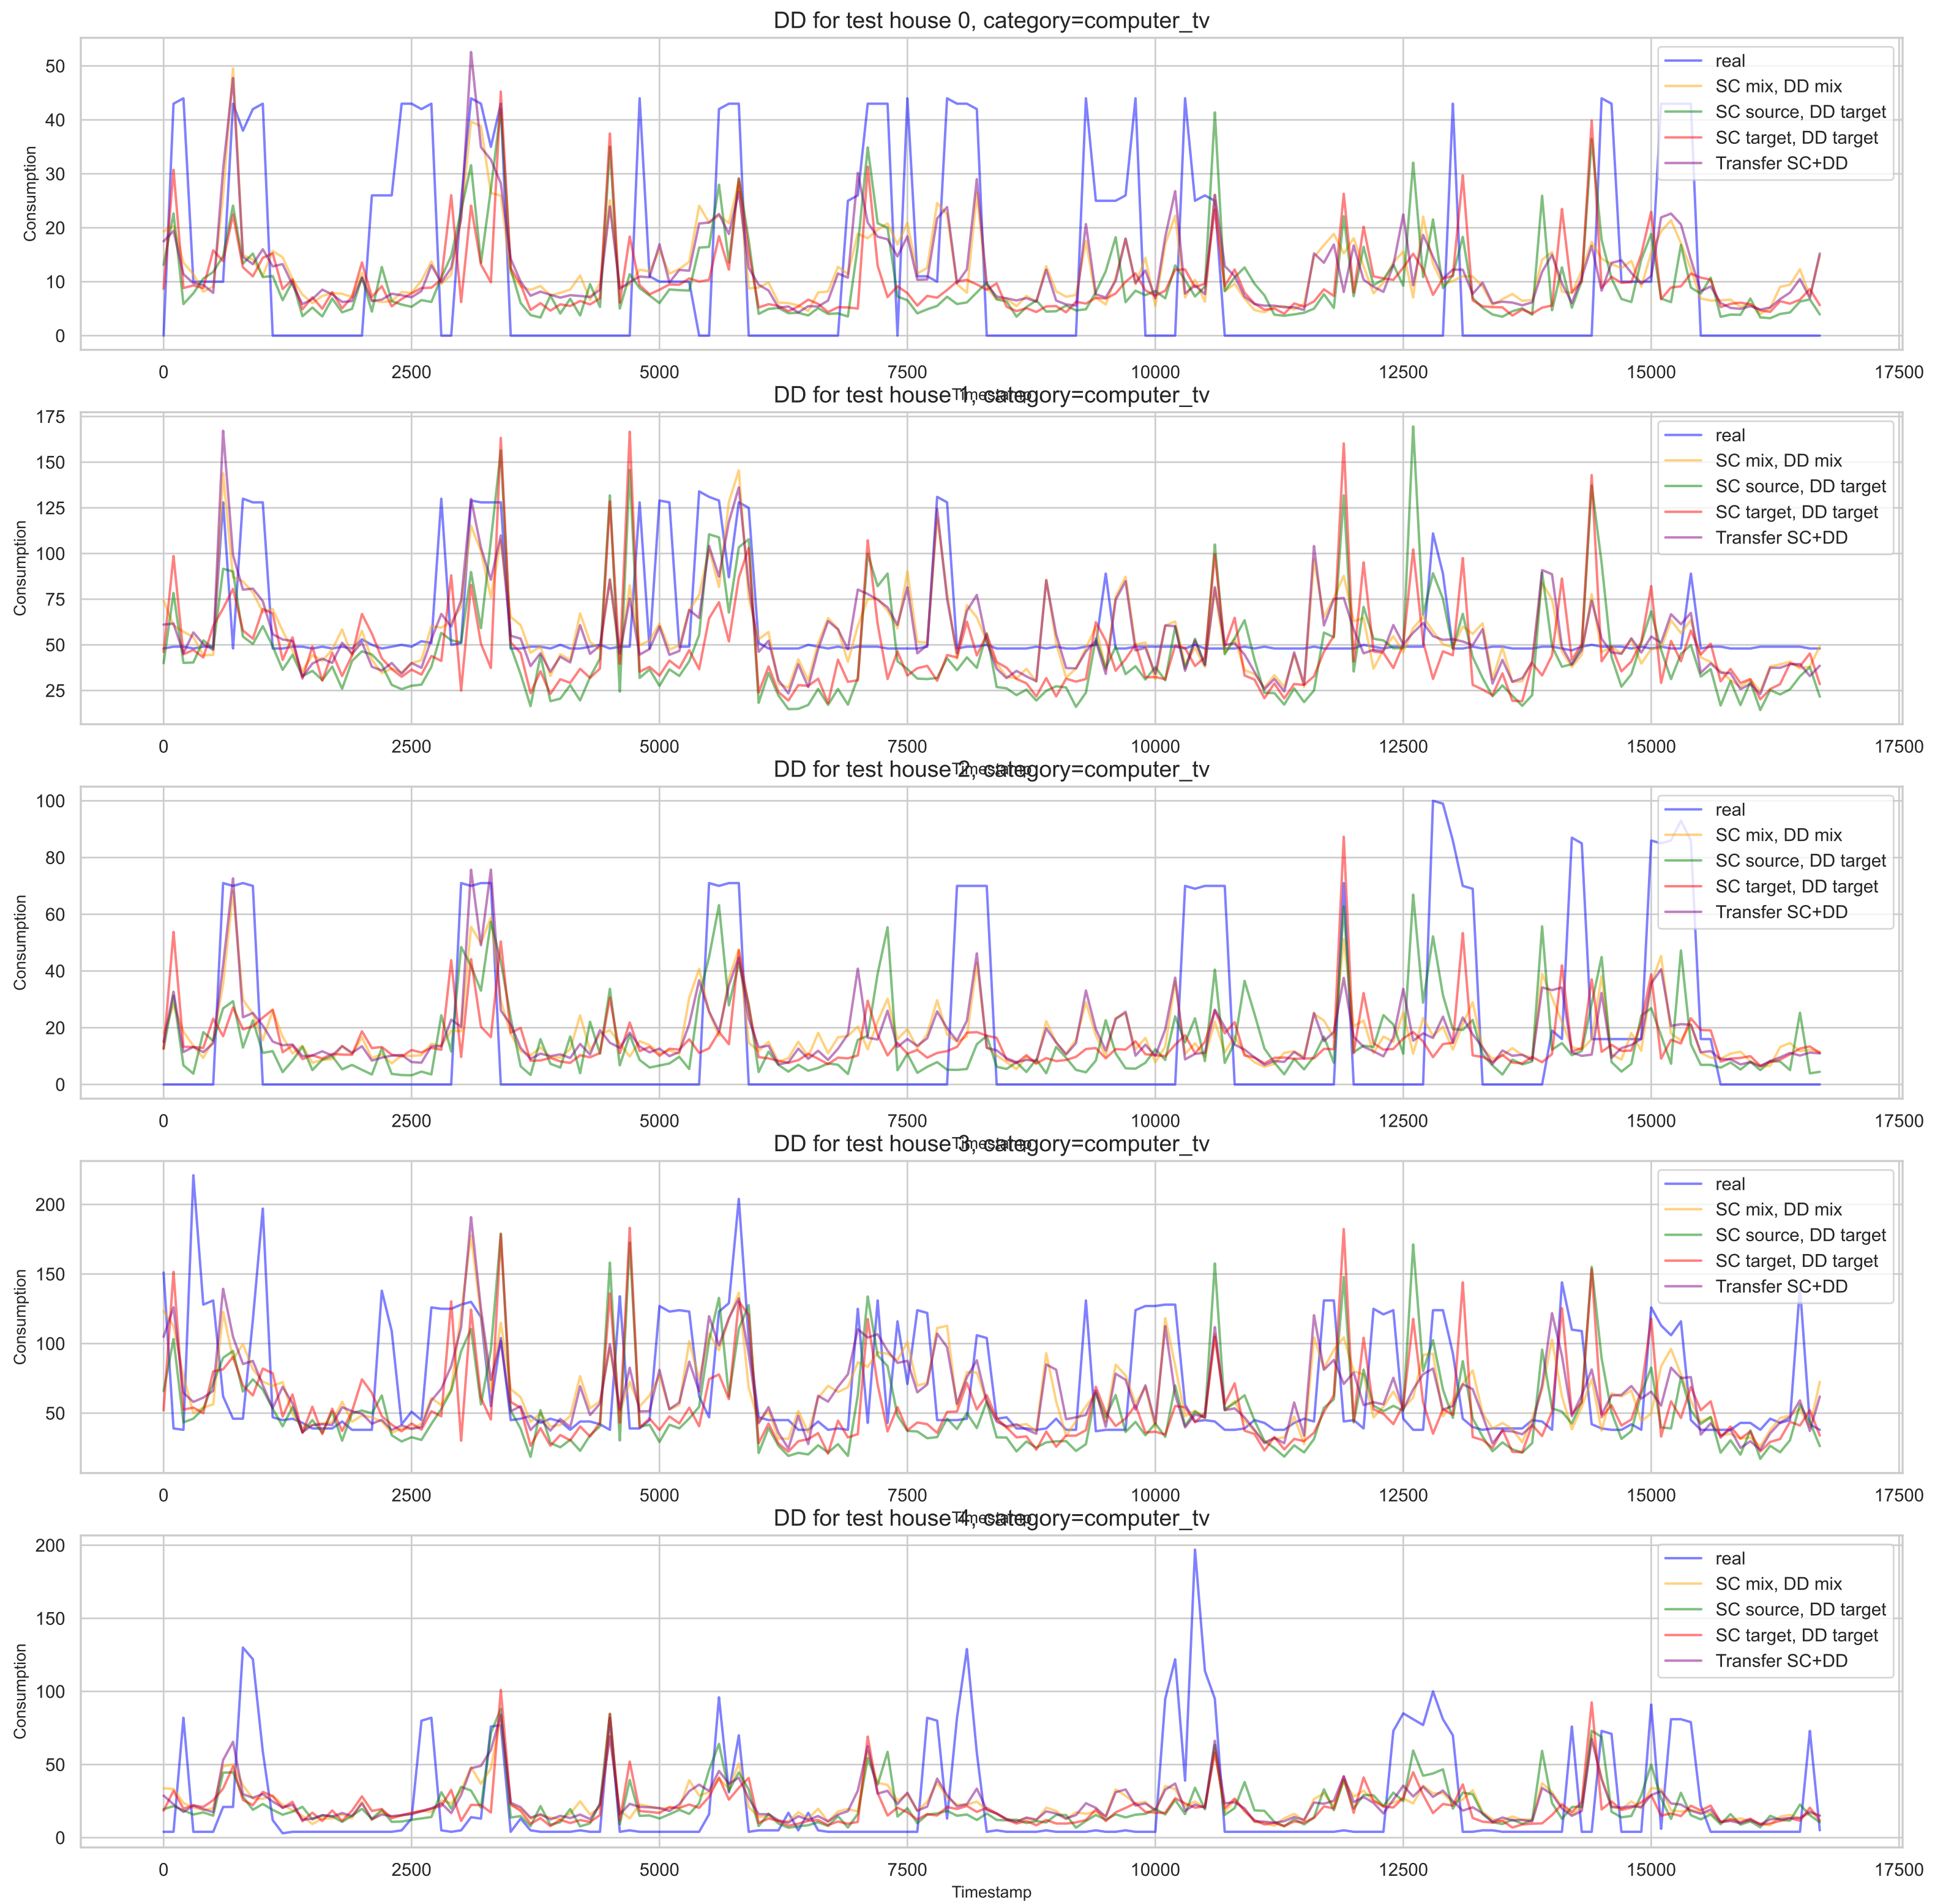 DD for test house 0, category=computer_tv
50
40
30
20
10
0
Consumption
real
SC mix, DD mix
SC source, DD target
SC target, DD target
Transfer SC+DD
0 2500 5000 7500 10000 12500 15000 17500
Timestamp
DD for test house 1, category=computer_tv
175
150
125
100
75
50
25
Consumption
real
SC mix, DD mix
SC source, DD target
SC target, DD target
Transfer SC+DD
0 2500 5000 7500 10000 12500 15000 17500
Timestamp
DD for test house 2, category=computer_tv
100
80
60
40
20
0
Consumption
real
SC mix, DD mix
SC source, DD target
SC target, DD target
Transfer SC+DD
0 2500 5000 7500 10000 12500 15000 17500
Timestamp
DD for test house 3, category=computer_tv
200
150
100
50
Consumption
real
SC mix, DD mix
SC source, DD target
SC target, DD target
Transfer SC+DD
0 2500 5000 7500 10000 12500 15000 17500
Timestamp
DD for test house 4, category=computer_tv
200
150
100
50
0
Consumption
real
SC mix, DD mix
SC source, DD target
SC target, DD target
Transfer SC+DD
0 2500 5000 7500 10000 12500 15000 17500
Timestamp